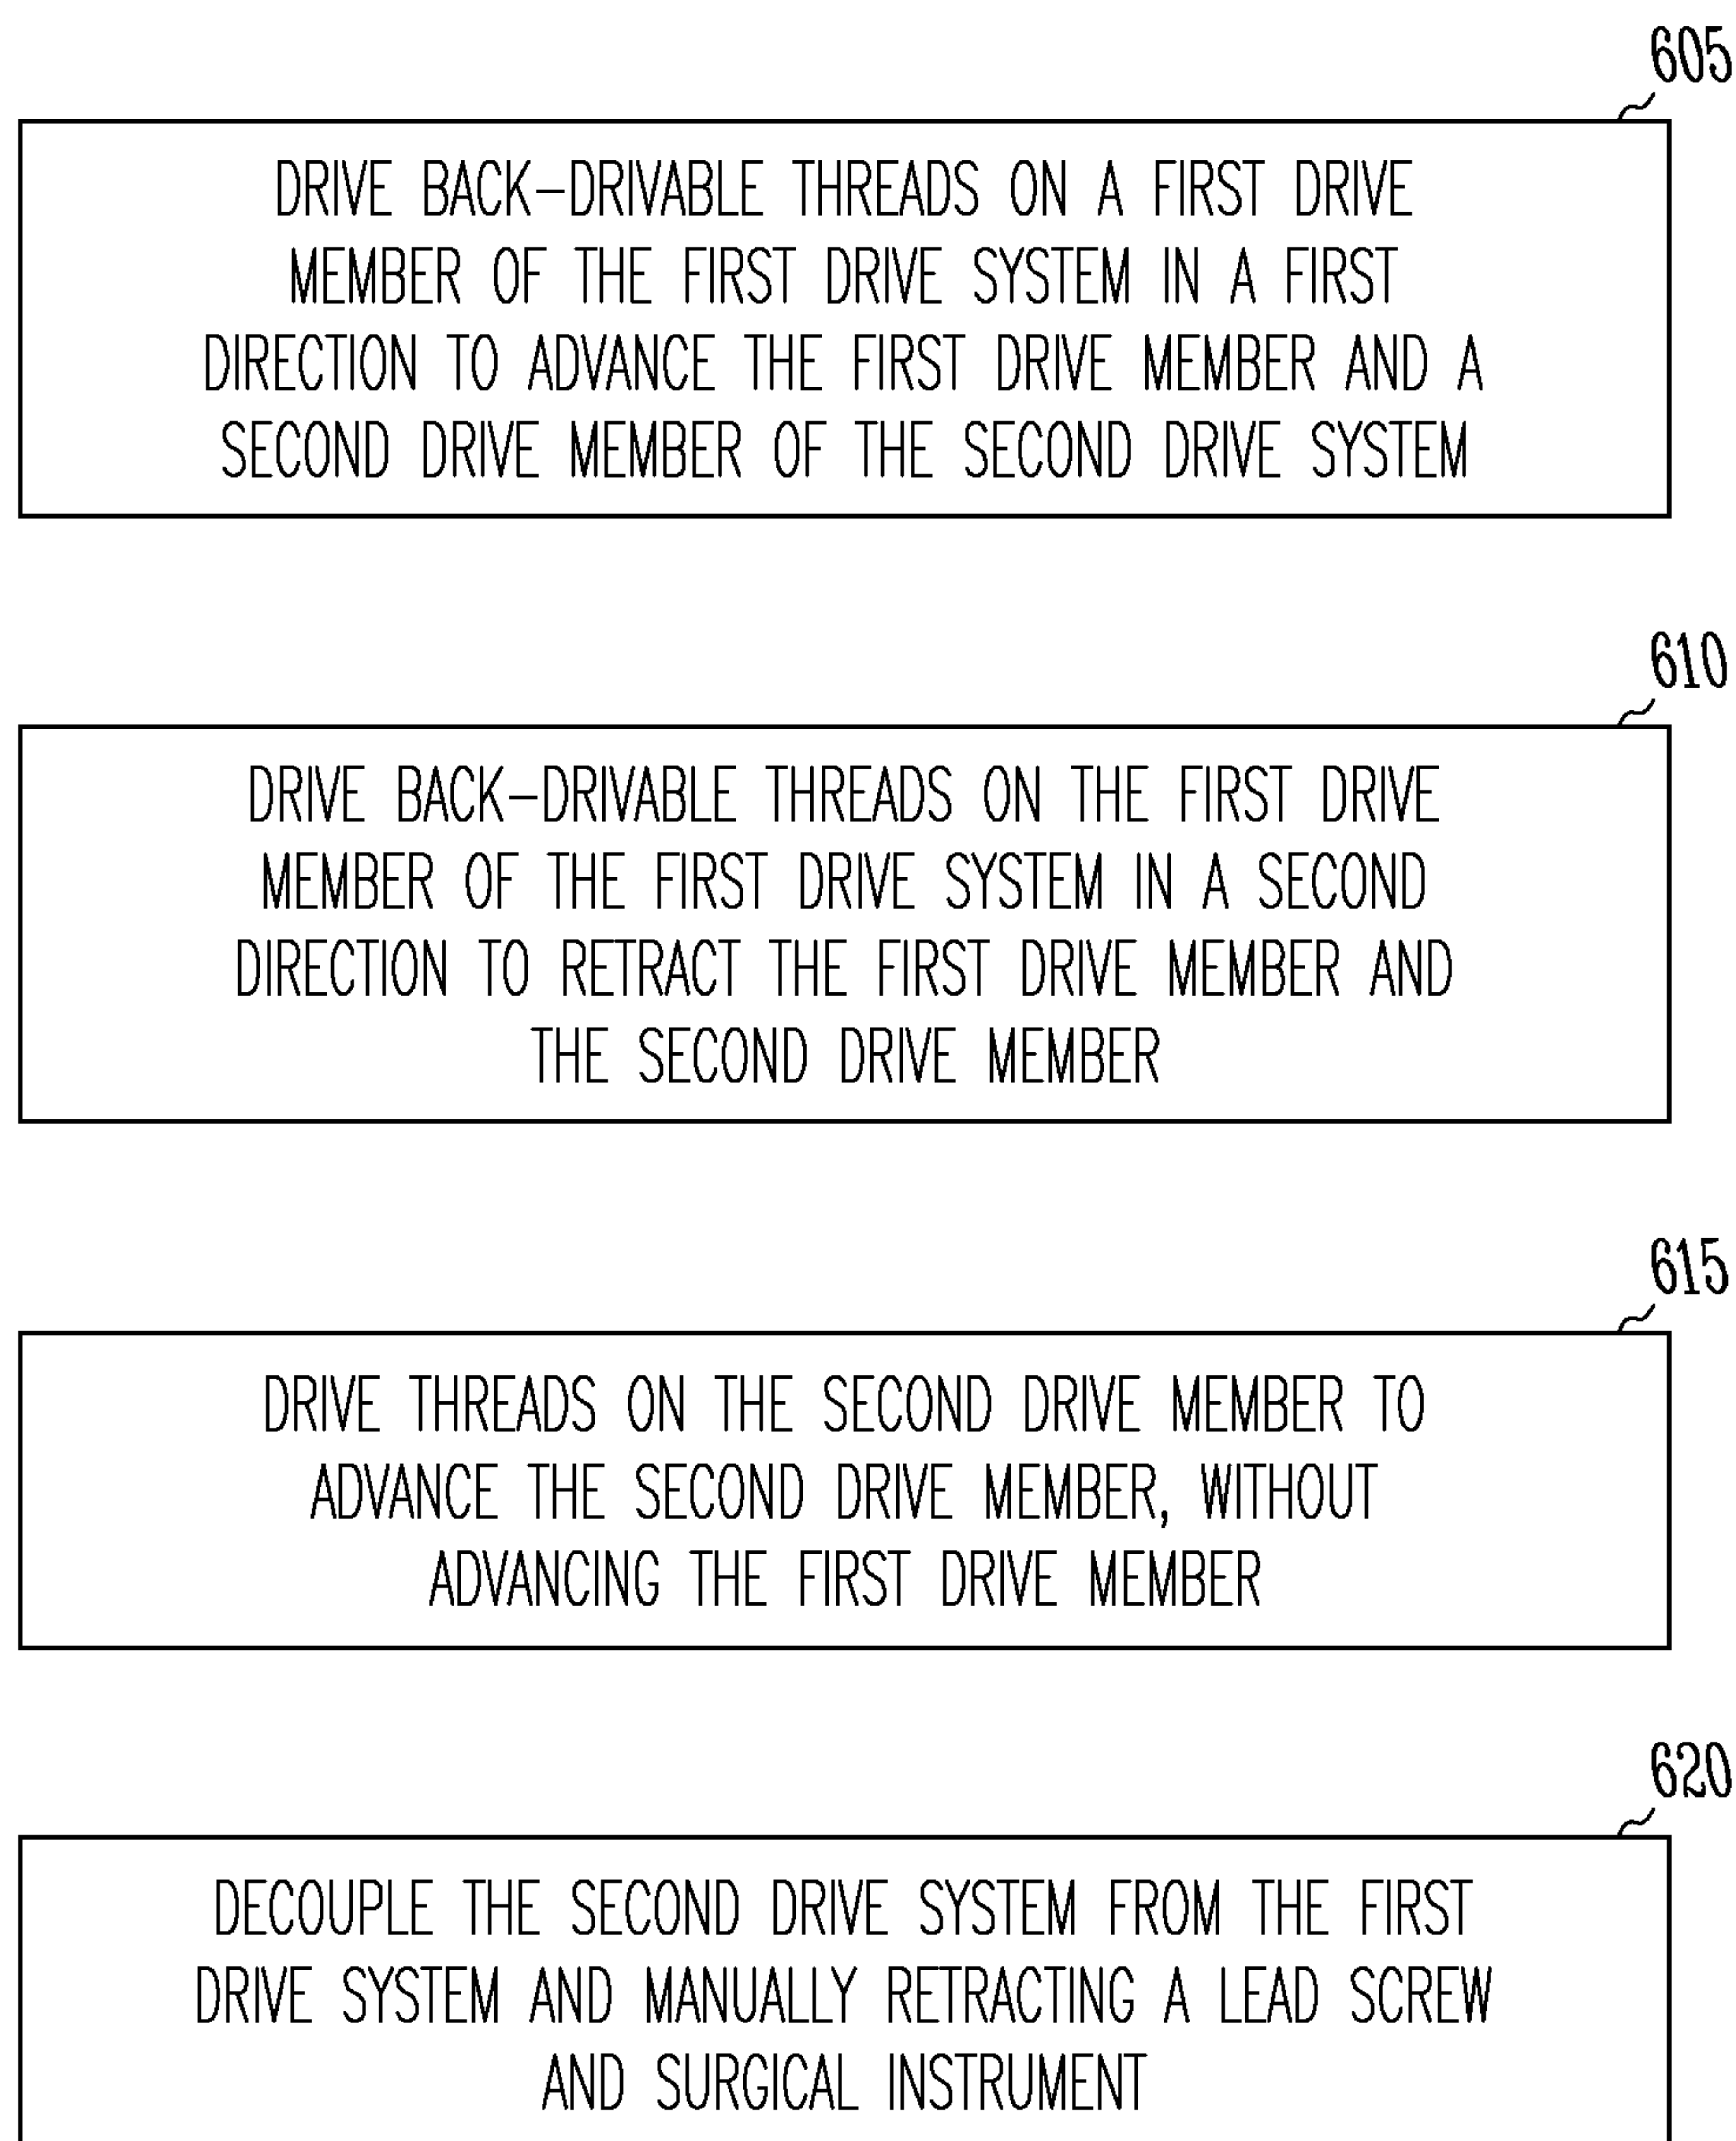 605
DRIVE BACK-DRIVABLE THREADS ON A FIRST DRIVE
MEMBER OF THE FIRST DRIVE SYSTEM IN A FIRST
DIRECTION TO ADVANCE THE FIRST DRIVE MEMBER AND A
SECOND DRIVE MEMBER OF THE SECOND DRIVE SYSTEM
610
DRIVE BACK-DRIVABLE THREADS ON THE FIRST DRIVE
MEMBER OF THE FIRST DRIVE SYSTEM IN A SECOND
DIRECTION TO RETRACT THE FIRST DRIVE MEMBER AND
THE SECOND DRIVE MEMBER
615
DRIVE THREADS ON THE SECOND DRIVE MEMBER TO
ADVANCE THE SECOND DRIVE MEMBER, WITHOUT
ADVANCING THE FIRST DRIVE MEMBER
620
DECOUPLE THE SECOND DRIVE SYSTEM FROM THE FIRST
DRIVE SYSTEM AND MANUALLY RETRACTING A LEAD SCREW
AND SURGICAL INSTRUMENT